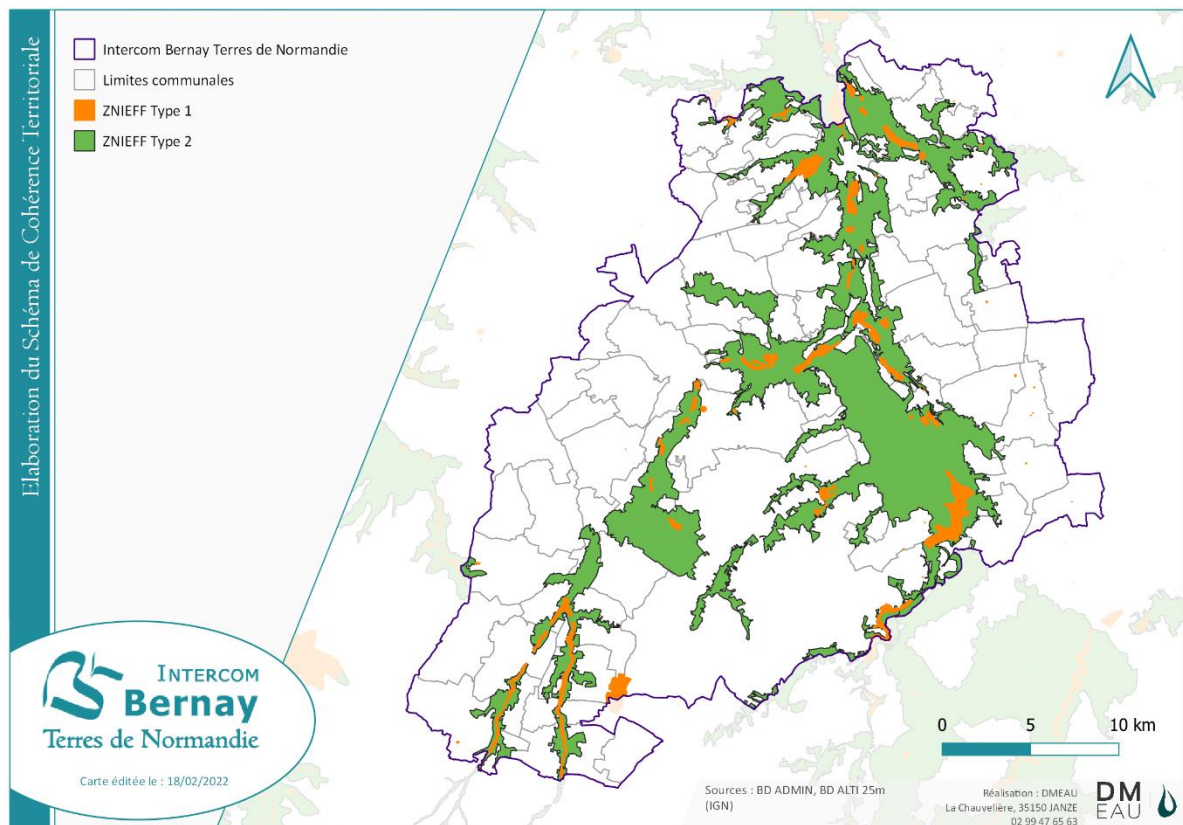 Elaboration du Schéma de Cohérence Territoriale
Intercom Bernay Terres de Normandie
Limites communales
ZNIEFF Type 1
ZNIEFF Type 2
INTERCOM
Bernay
Terres de Normandie
Carte éditée le : 18/02/2022
0 5 10 km
Sources : BD ADMIN, BD ALTI 25m
(IGN)
Réalisation : DMEAU
La Chauvelière, 35150 JANZE
02 99 47 65 63
DM
EAU